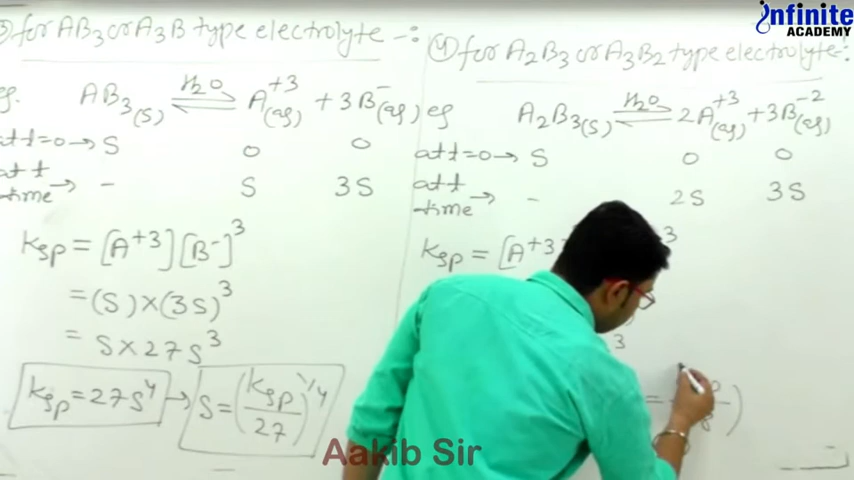 Infinite
ACADEMY
③ for AB3 or A3B type electrolyte -:
eg. AB3(s) ⇌ H2O A+3(aq) + 3B-(aq)
at t=0 → S 0 0
at t time → - S 3S
Ksp = [A+3][B-]3
= (S) × (3S)3
= S × 27S3
Ksp = 27S4 → S = (Ksp/27)1/4
④ for A2B3 or A3B2 type electrolyte -:
eg A2B3(s) ⇌ H2O 2A+3(aq) + 3B-2(aq)
at t=0 → S 0 0
at t time → - 2S 3S
Ksp = [A+3
3
3
=
)
Aakib Sir